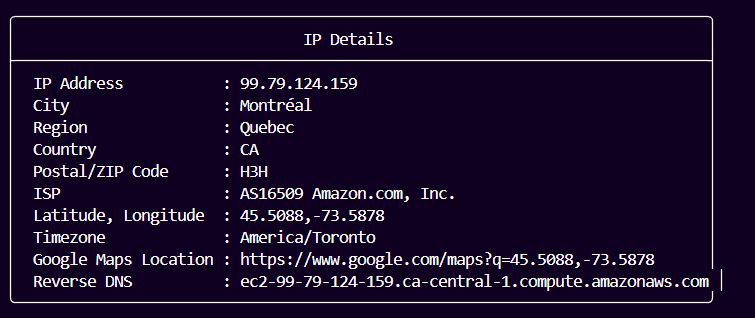 IP Details
IP Address : 99.79.124.159
City : Montréal
Region : Quebec
Country : CA
Postal/ZIP Code : H3H
ISP : AS16509 Amazon.com, Inc.
Latitude, Longitude : 45.5088,-73.5878
Timezone : America/Toronto
Google Maps Location : https://www.google.com/maps?q=45.5088,-73.5878
Reverse DNS : ec2-99-79-124-159.ca-central-1.compute.amazonaws.com